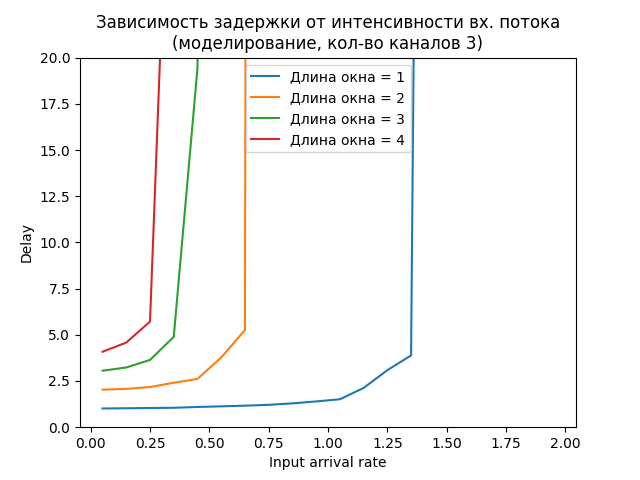 Зависимость задержки от интенсивности вх. потока
(моделирование, кол-во каналов 3)
20.0
17.5
15.0
12.5
10.0
7.5
5.0
2.5
0.0
Delay
Длина окна = 1
Длина окна = 2
Длина окна = 3
Длина окна = 4
0.00 0.25 0.50 0.75 1.00 1.25 1.50 1.75 2.00
Input arrival rate